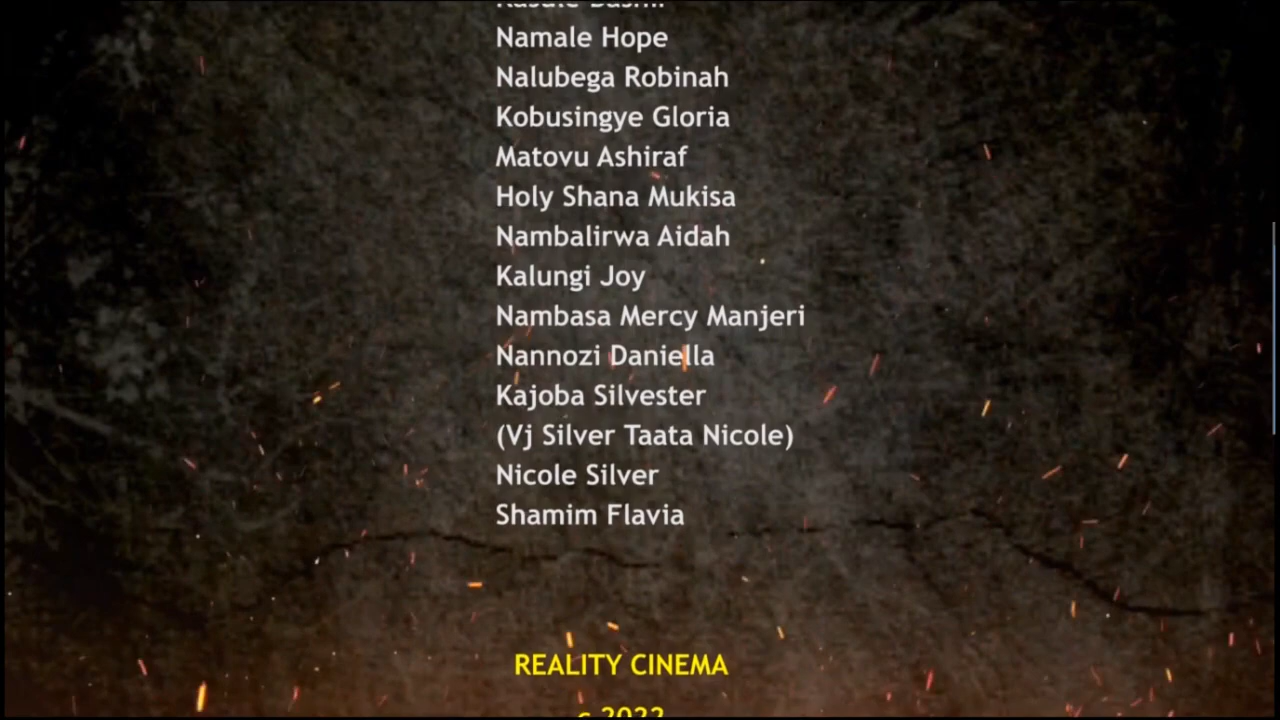 Namale Hope
Nalubega Robinah
Kobusingye Gloria
Matovu Ashiraf
Holy Shana Mukisa
Nambalirwa Aidah
Kalungi Joy
Nambasa Mercy Manjeri
Nannozi Daniella
Kajoba Silvester
(Vj Silver Taata Nicole)
Nicole Silver
Shamim Flavia
REALITY CINEMA
c 2022